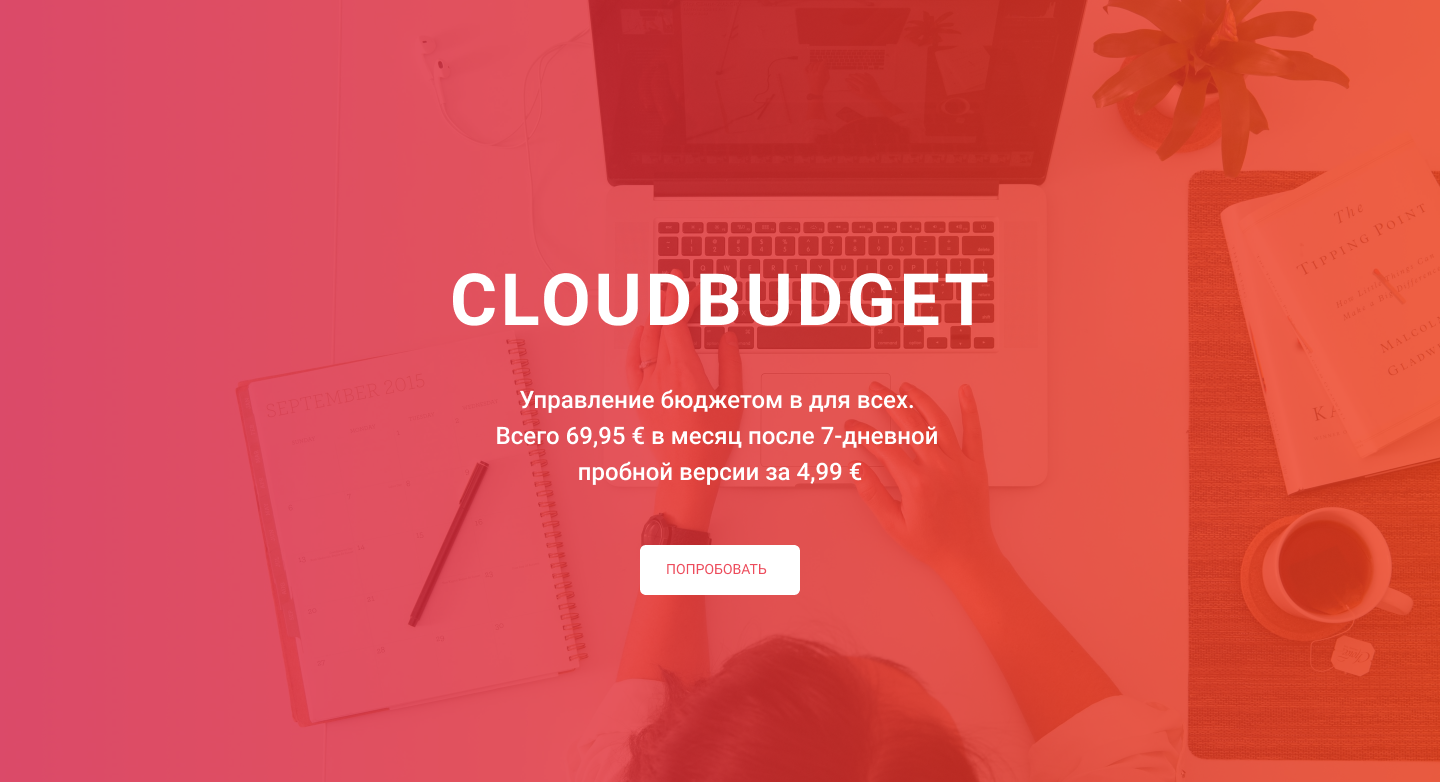 The
TIPPING POINT
CLOUDBUDGET
SEPTEMBER 2015
MALCOLM
GLADWELL
Управление бюджетом в для всех.
Всего 69,95 € в месяц после 7-дневной
пробной версии за 4,99 €
ПОПРОБОВАТЬ